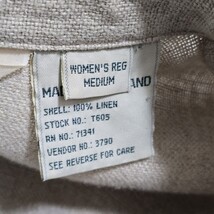 WOMEN'S REG
MEDIUM
MA
AND
SHELL: 100% LINEN
STOCK NO.: T605
RN NO.: 71341
VENDOR NO.: 3790
SEE REVERSE FOR CARE